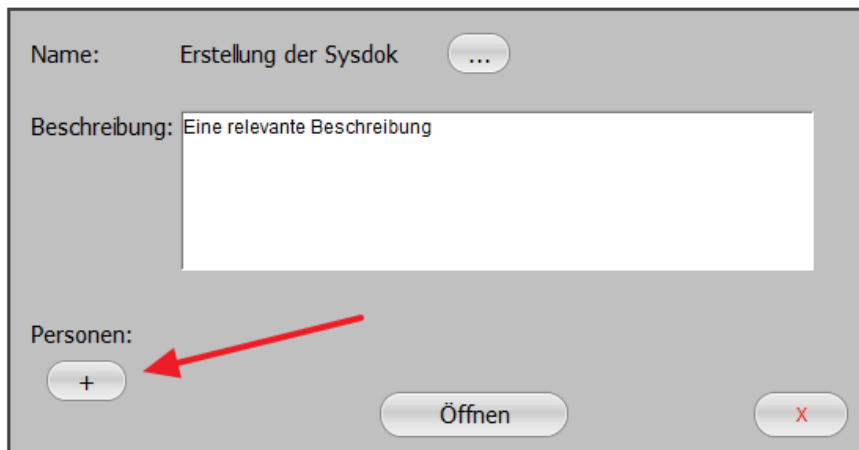 Name: Erstellung der Sysdok ...
Beschreibung: Eine relevante Beschreibung
Personen:
+
Öffnen X